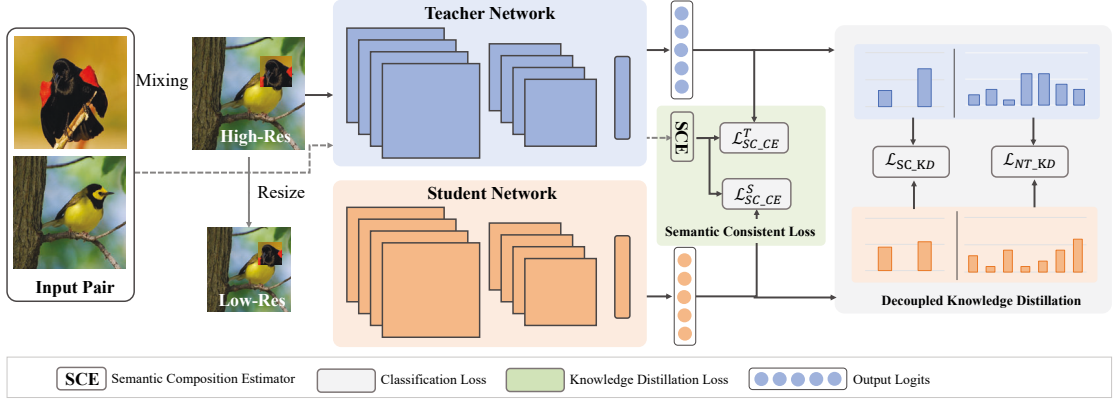 Teacher Network
Mixing
High-Res
Resize
Low-Res
Input Pair
Student Network
SCE
ℒ^T_SC_CE
ℒ^S_SC_CE
Semantic Consistent Loss
ℒ_SC_KD
ℒ_NT_KD
Decoupled Knowledge Distillation
SCE Semantic Composition Estimator Classification Loss Knowledge Distillation Loss Output Logits